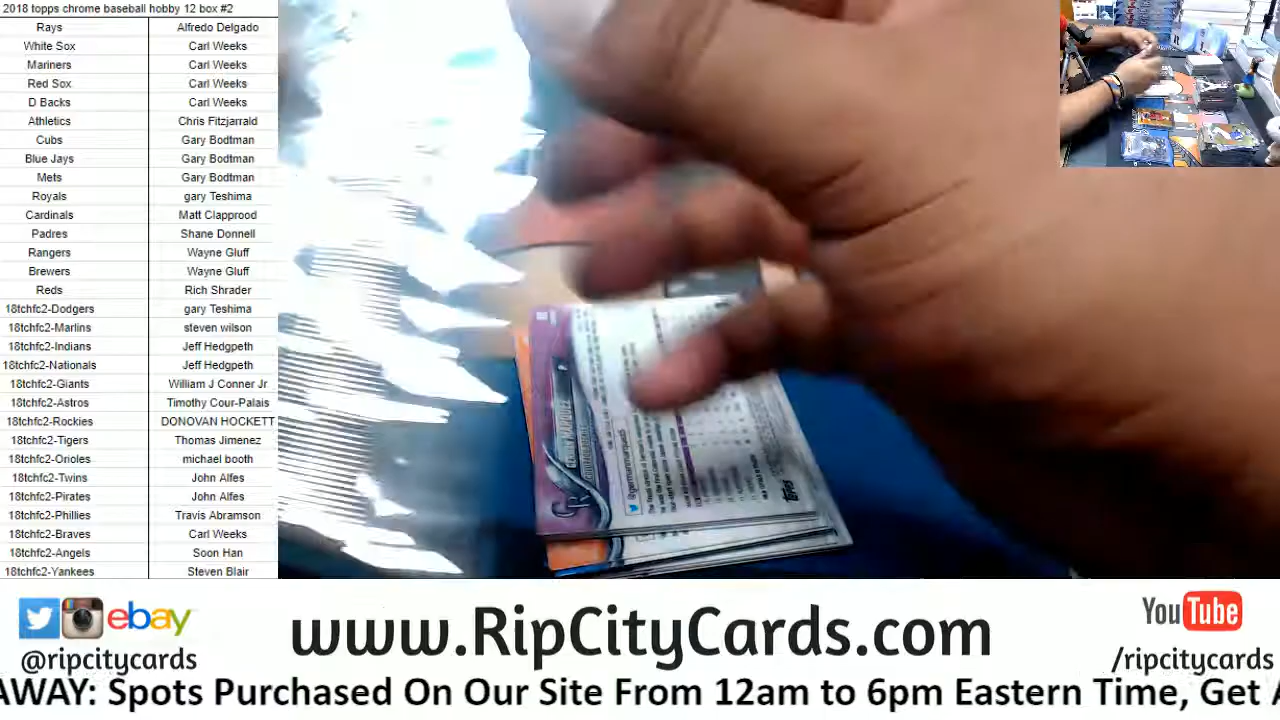 2018 topps chrome baseball hobby 12 box #2
Rays Alfredo Delgado
White Sox Carl Weeks
Mariners Carl Weeks
Red Sox Carl Weeks
D Backs Carl Weeks
Athletics Chris Fitzjarrald
Cubs Gary Bodtman
Blue Jays Gary Bodtman
Mets Gary Bodtman
Royals gary Teshima
Cardinals Matt Clapprood
Padres Shane Donnell
Rangers Wayne Gluff
Brewers Wayne Gluff
Reds Rich Shrader
18tchfc2-Dodgers gary Teshima
18tchfc2-Marlins steven wilson
18tchfc2-Indians Jeff Hedgpeth
18tchfc2-Nationals Jeff Hedgpeth
18tchfc2-Giants William J Conner Jr
18tchfc2-Astros Timothy Cour-Palais
18tchfc2-Rockies DONOVAN HOCKETT
18tchfc2-Tigers Thomas Jimenez
18tchfc2-Orioles michael booth
18tchfc2-Twins John Alfes
18tchfc2-Pirates John Alfes
18tchfc2-Phillies Travis Abramson
18tchfc2-Braves Carl Weeks
18tchfc2-Angels Soon Han
18tchfc2-Yankees Steven Blair
MARQUEZ
CR
topps
ebay
@ripcitycards
www.RipCityCards.com
YouTube
/ripcitycards
AWAY: Spots Purchased On Our Site From 12am to 6pm Eastern Time, Get